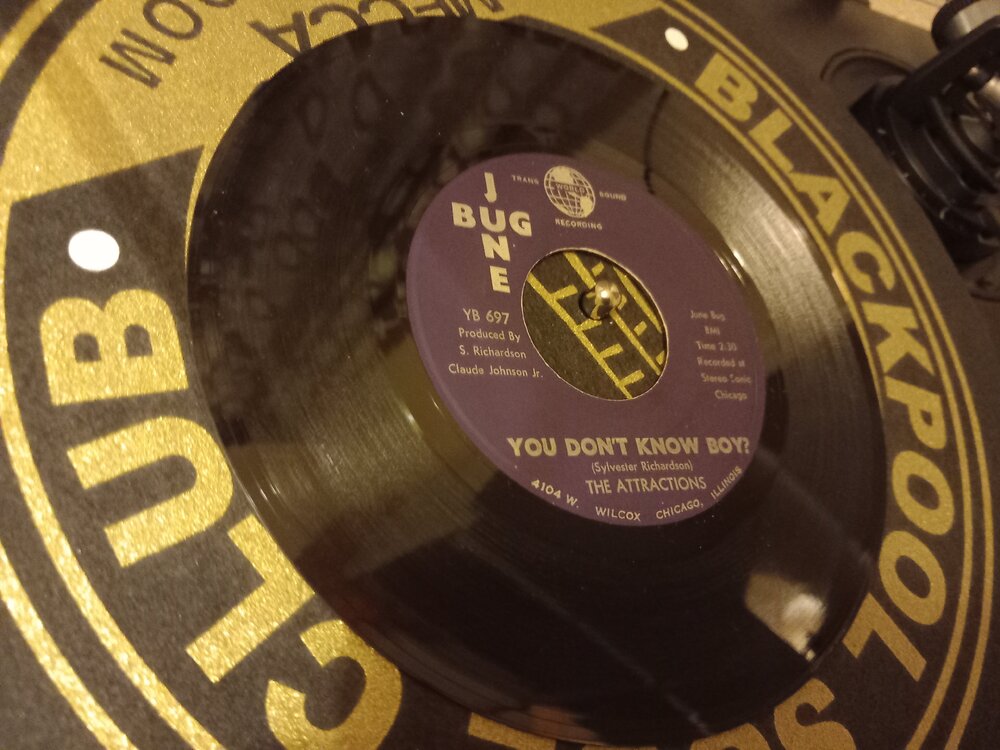 MECCA
OOM
BLACKPOOL
CLUB
SO
JUNE
BUG
TRANS
WORLD
SOUND
RECORDING
YB 697
Produced By
S. Richardson
Claude Johnson Jr.
June Bug
BMI
Time 2:30
Recorded at
Stereo Sonic
Chicago
YOU DON'T KNOW BOY?
(Sylvester Richardson)
THE ATTRACTIONS
4104 W. WILCOX CHICAGO, ILLINOIS